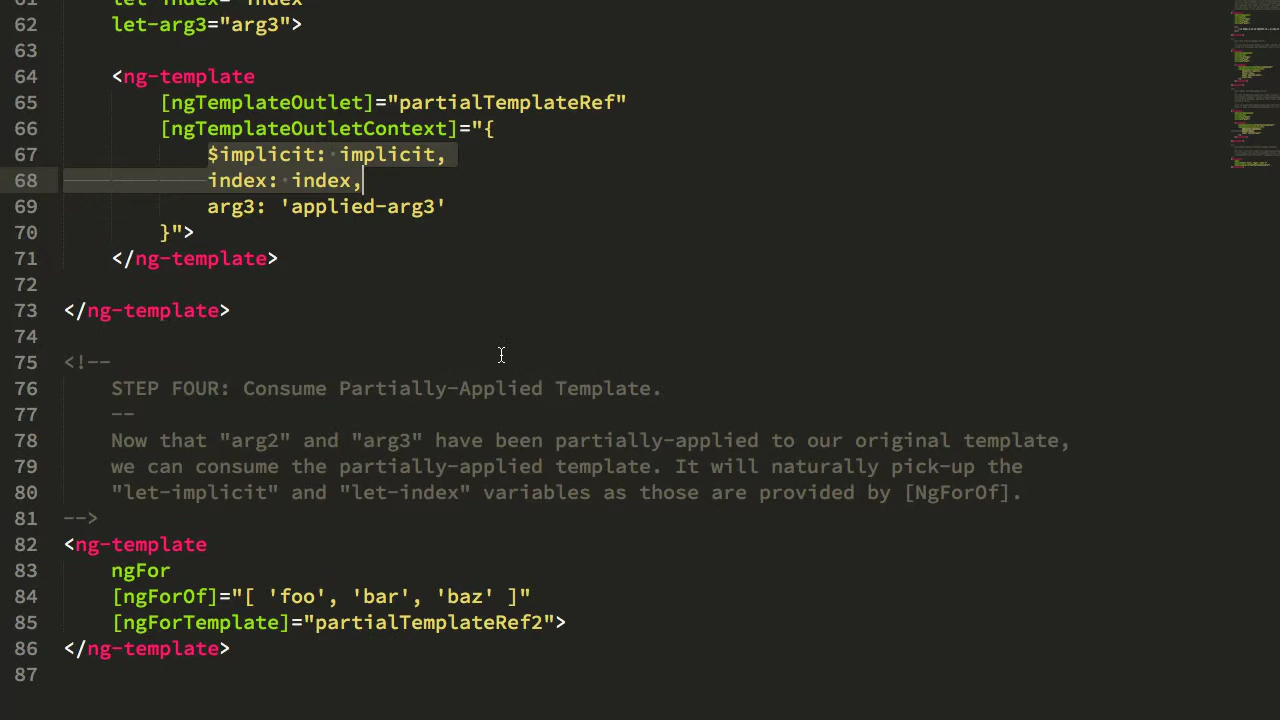 61 let-index="index"
62 let-arg3="arg3">
63
64 <ng-template
65 [ngTemplateOutlet]="partialTemplateRef"
66 [ngTemplateOutletContext]="{
67 $implicit: implicit,
68 index: index,
69 arg3: 'applied-arg3'
70 }">
71 </ng-template>
72
73 </ng-template>
74
75 <!--
76 STEP FOUR: Consume Partially-Applied Template.
77 --
78 Now that "arg2" and "arg3" have been partially-applied to our original template,
79 we can consume the partially-applied template. It will naturally pick-up the
80 "let-implicit" and "let-index" variables as those are provided by [NgForOf].
81 -->
82 <ng-template
83 ngFor
84 [ngForOf]="[ 'foo', 'bar', 'baz' ]"
85 [ngForTemplate]="partialTemplateRef2">
86 </ng-template>
87